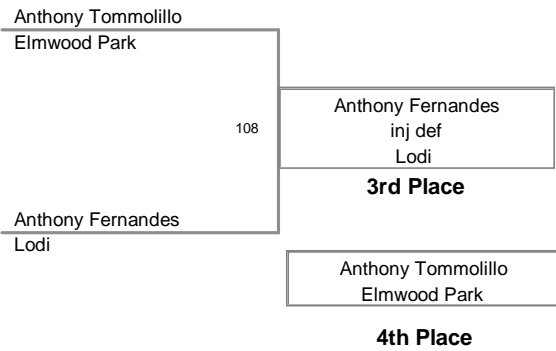 Anthony Tommolillo
Elmwood Park
108
Anthony Fernandes
inj def
Lodi
3rd Place
Anthony Fernandes
Lodi
Anthony Tommolillo
Elmwood Park
4th Place